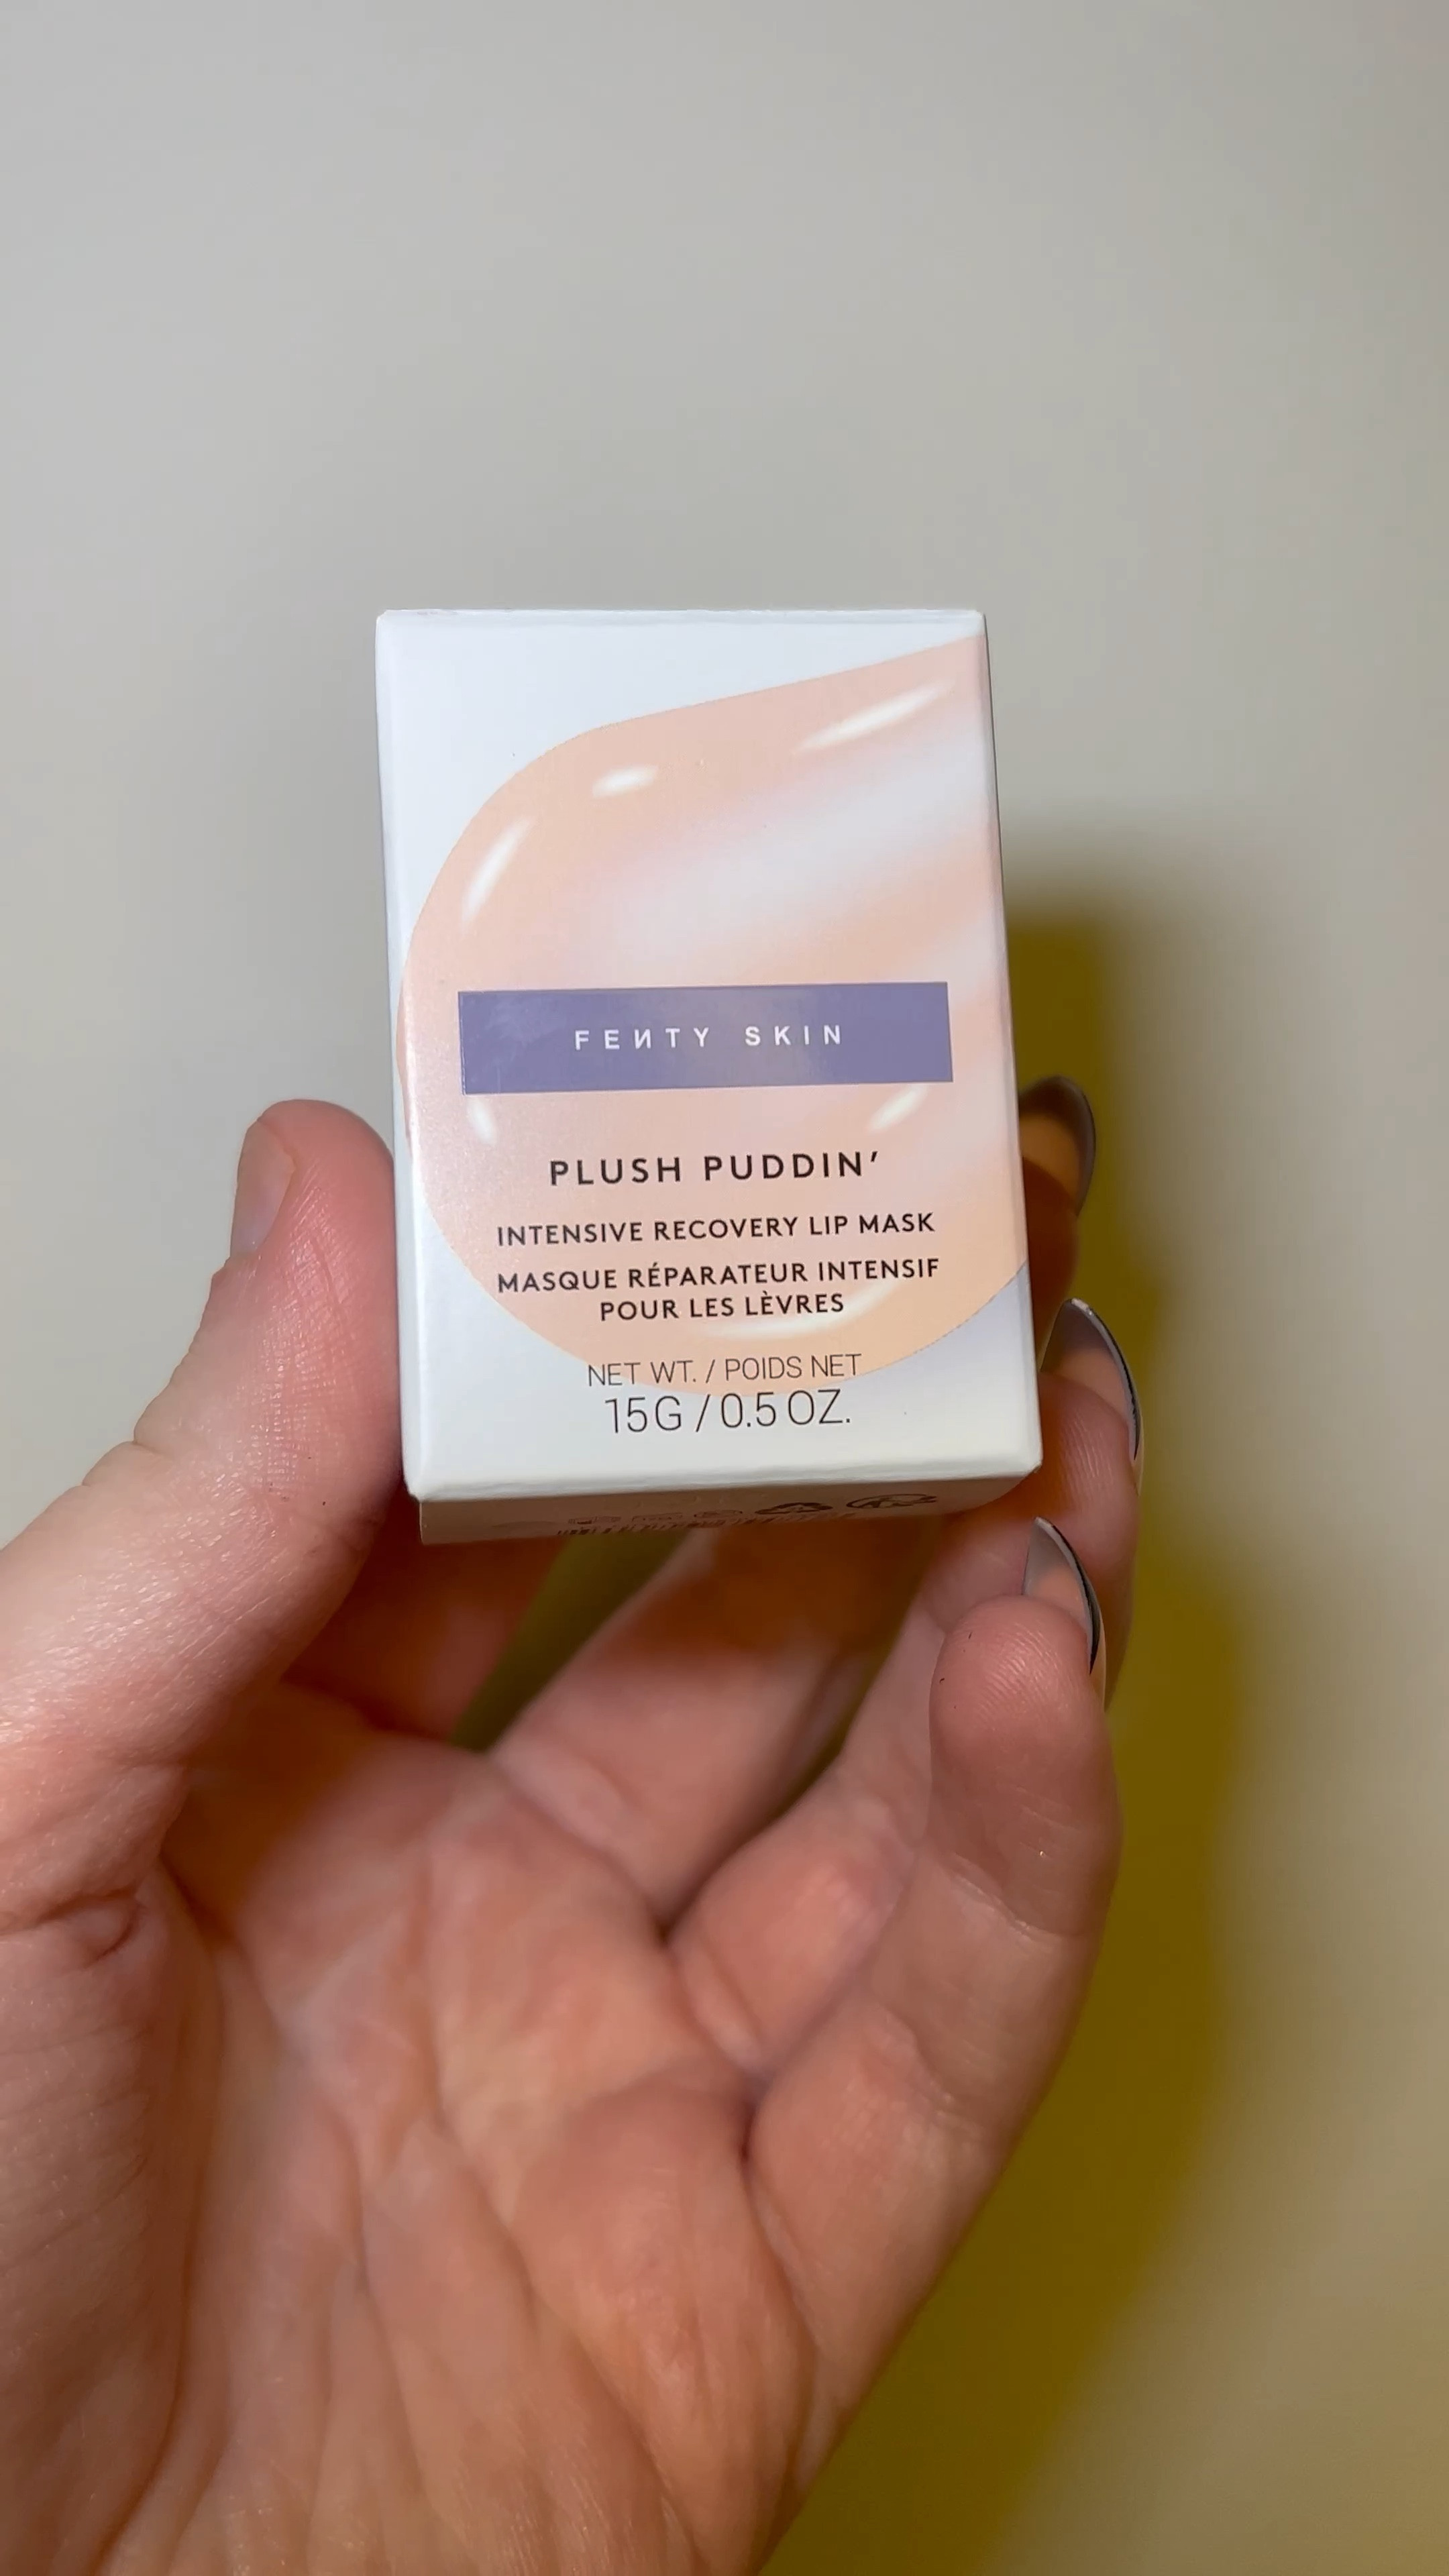 FEИTY SKIN
PLUSH PUDDIN’
INTENSIVE RECOVERY LIP MASK
MASQUE RÉPARATEUR INTENSIF
POUR LES LÈVRES
NET WT. / POIDS NET
15G / 0.5 OZ.